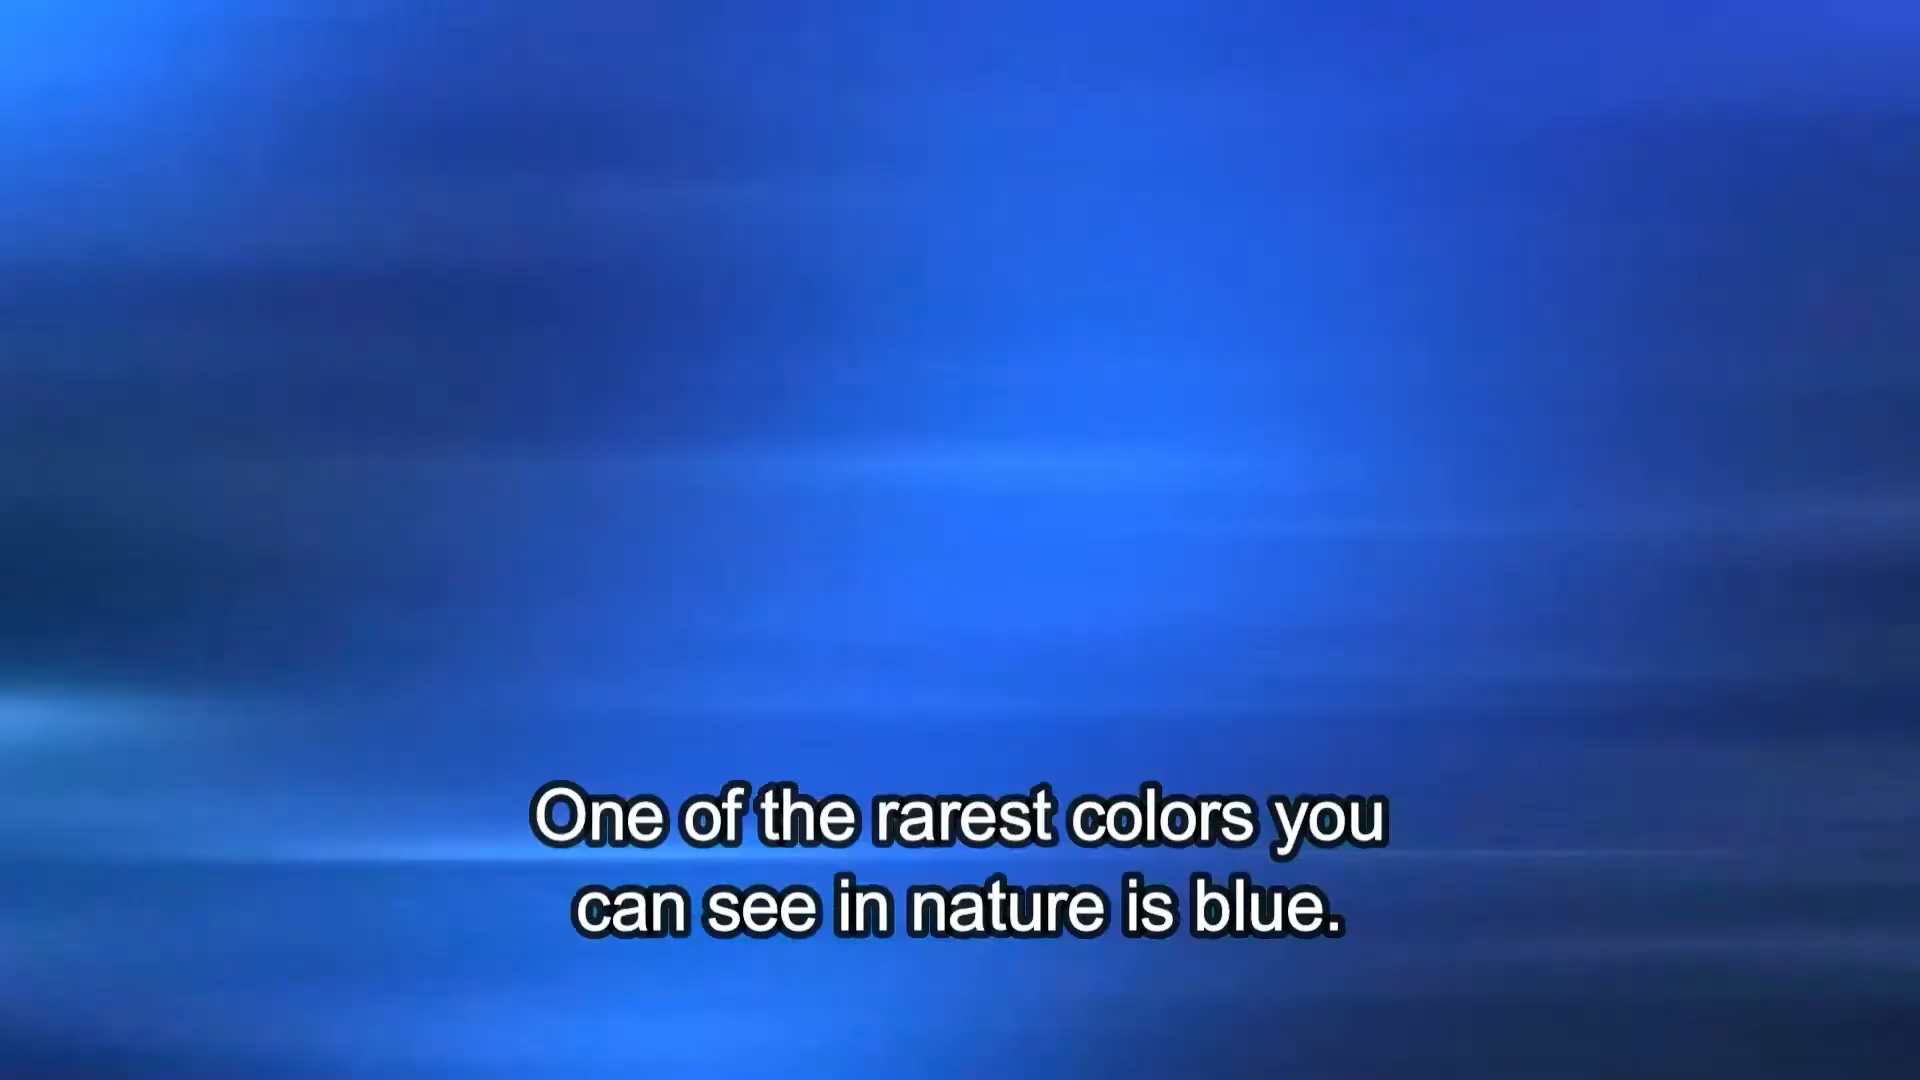 One of the rarest colors you
can see in nature is blue.